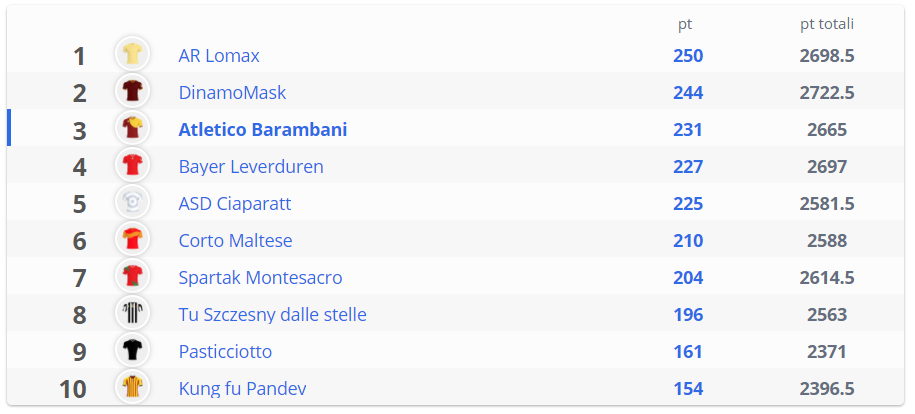 pt pt totali
1 AR Lomax 250 2698.5
2 DinamoMask 244 2722.5
3 Atletico Barambani 231 2665
4 Bayer Leverduren 227 2697
5 ASD Ciaparatt 225 2581.5
6 Corto Maltese 210 2588
7 Spartak Montesacro 204 2614.5
8 Tu Szczesny dalle stelle 196 2563
9 Pasticciotto 161 2371
10 Kung fu Pandev 154 2396.5